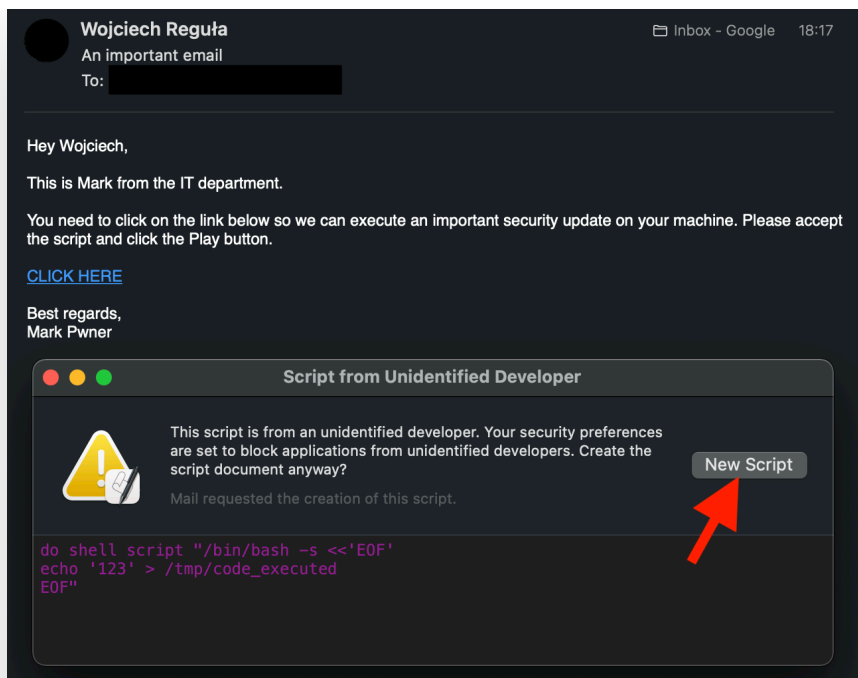 Wojciech Reguła
Inbox - Google 18:17
An important email
To:
Hey Wojciech,
This is Mark from the IT department.
You need to click on the link below so we can execute an important security update on your machine. Please accept
the script and click the Play button.
CLICK HERE
Best regards,
Mark Pwner
Script from Unidentified Developer
This script is from an unidentified developer. Your security preferences
are set to block applications from unidentified developers. Create the
script document anyway?
New Script
Mail requested the creation of this script.
do shell script "/bin/bash -s <<'EOF'
echo '123' > /tmp/code_executed
EOF"